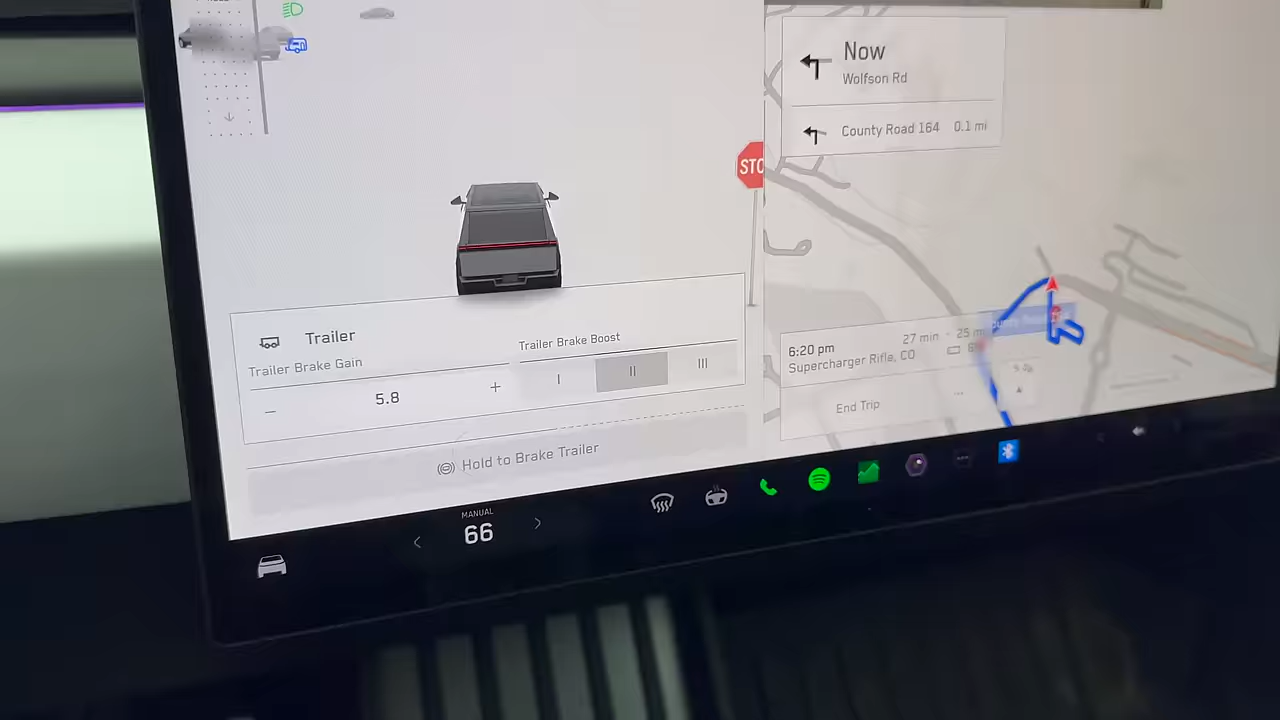 STO
Trailer
Trailer Brake Gain
Trailer Brake Boost
− 5.8 +
I II III
Hold to Brake Trailer
MANUAL
< 66 >
Now
Wolfson Rd
County Road 164 0.1 mi
6:20 pm
27 min
Supercharger Rifle, CO
End Trip